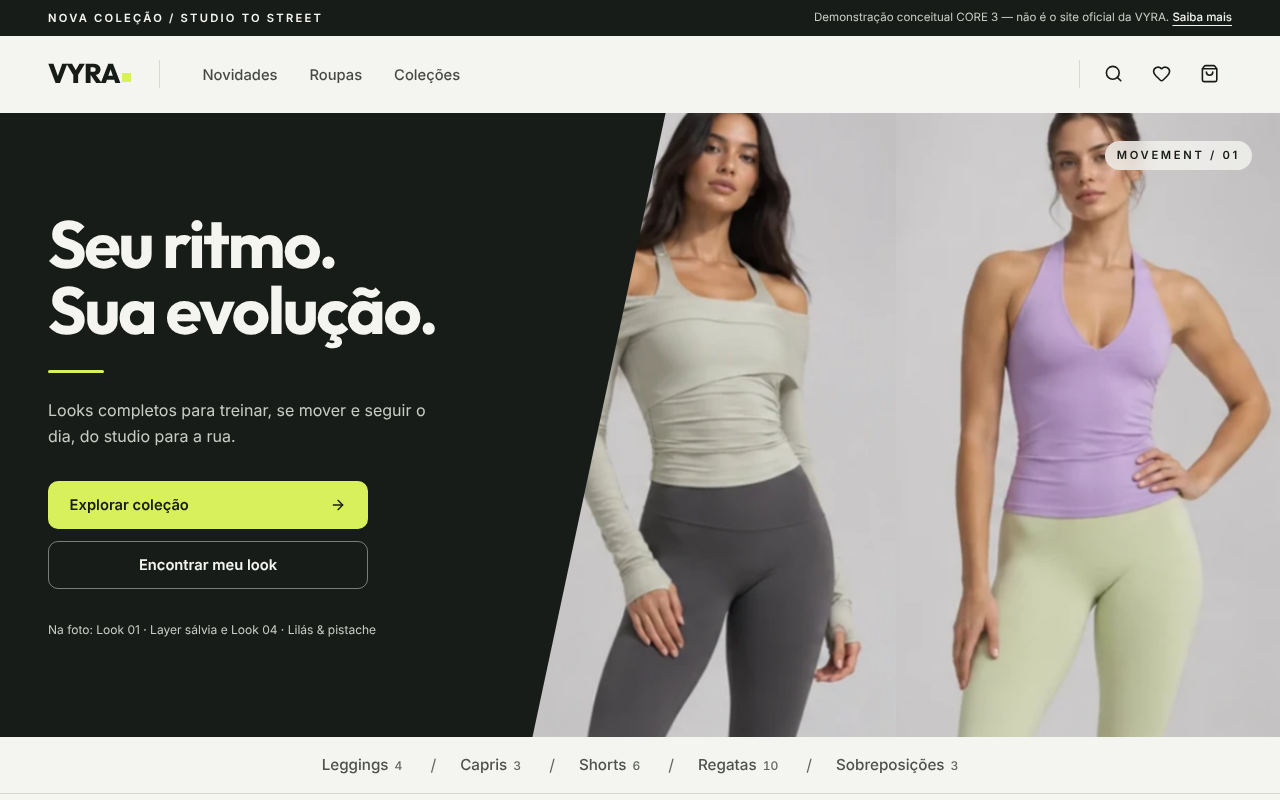 NOVA COLEÇÃO / STUDIO TO STREET
Demonstração conceitual CORE 3 — não é o site oficial da VYRA. Saiba mais
VYRA.
Novidades
Roupas
Coleções
MOVEMENT / 01
Seu ritmo.
Sua evolução.
Looks completos para treinar, se mover e seguir o
dia, do studio para a rua.
Explorar coleção
Encontrar meu look
Na foto: Look 01 · Layer sálvia e Look 04 · Lilás & pistache
Leggings 4 / Capris 3 / Shorts 6 / Regatas 10 / Sobreposições 3